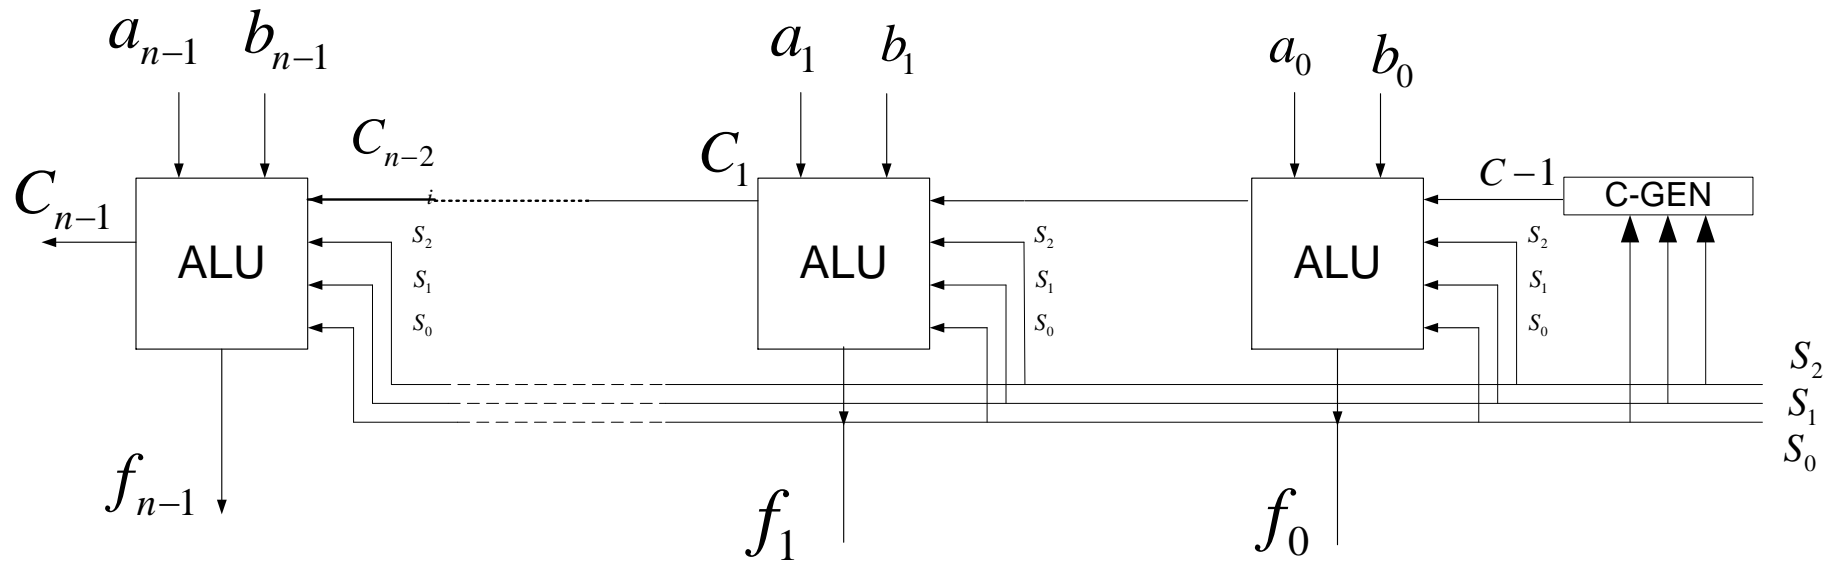 a_{n-1} b_{n-1} a_1 b_1 a_0 b_0
C_{n-2} C_1 C-1 C-GEN
C_{n-1} i
S_2 S_2 S_2
ALU ALU ALU
S_1 S_1 S_1
S_0 S_0 S_0
S_2
S_1
S_0
f_{n-1} f_1 f_0